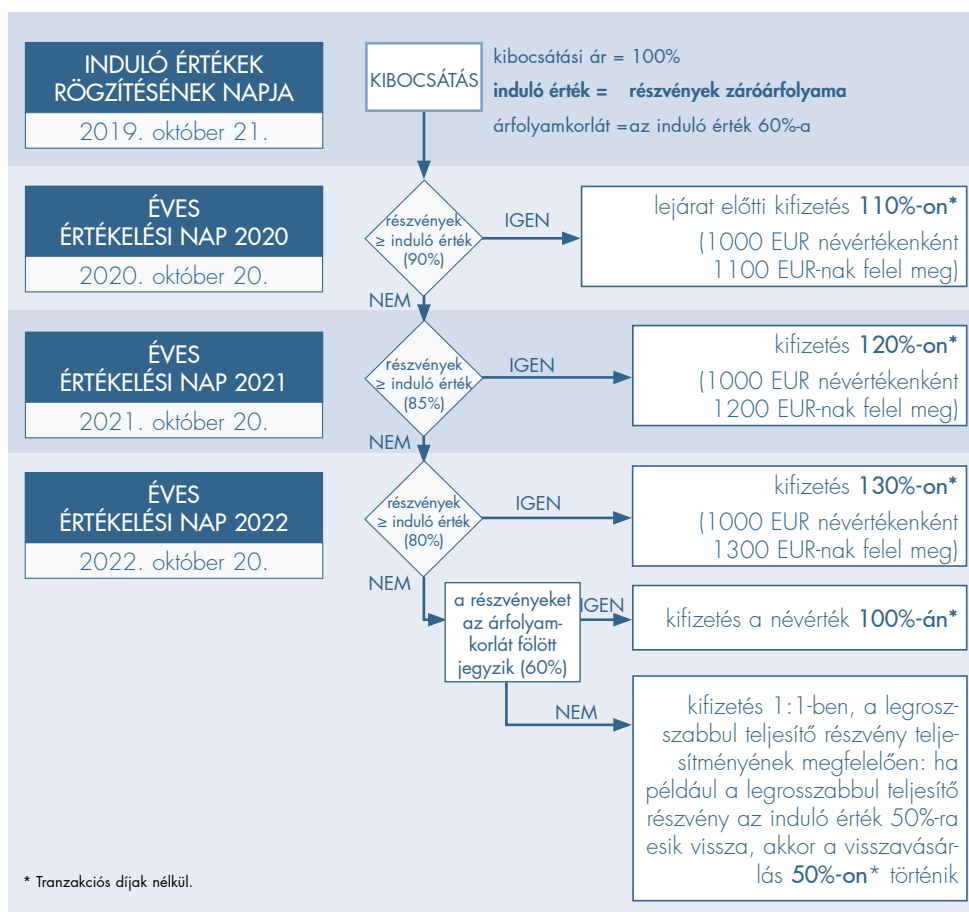 INDULÓ ÉRTÉKEK
RÖGZÍTÉSÉNEK NAPJA
2019. október 21.
KIBOCSÁTÁS
kibocsátási ár = 100%
induló érték = részvények záróárfolyama
árfolyamkorlát =az induló érték 60%-a
ÉVES
ÉRTÉKELÉSI NAP 2020
2020. október 20.
részvények
≥ induló érték
(90%)
IGEN
lejárat előtti kifizetés 110%-on*
(1000 EUR névértékenként
1100 EUR-nak felel meg)
NEM
ÉVES
ÉRTÉKELÉSI NAP 2021
2021. október 20.
részvények
≥ induló érték
(85%)
IGEN
kifizetés 120%-on*
(1000 EUR névértékenként
1200 EUR-nak felel meg)
NEM
ÉVES
ÉRTÉKELÉSI NAP 2022
2022. október 20.
részvények
≥ induló érték
(80%)
IGEN
kifizetés 130%-on*
(1000 EUR névértékenként
1300 EUR-nak felel meg)
NEM
a részvényeket
az árfolyam-
korlát fölött
jegyzik (60%)
IGEN
kifizetés a névérték 100%-án*
NEM
kifizetés 1:1-ben, a legrosz-
szabbul teljesítő részvény telje-
sítményének megfelelően: ha
például a legrosszabbul teljesítő
részvény az induló érték 50%-ra
esik vissza, akkor a visszavásár-
lás 50%-on* történik
* Tranzakciós díjak nélkül.